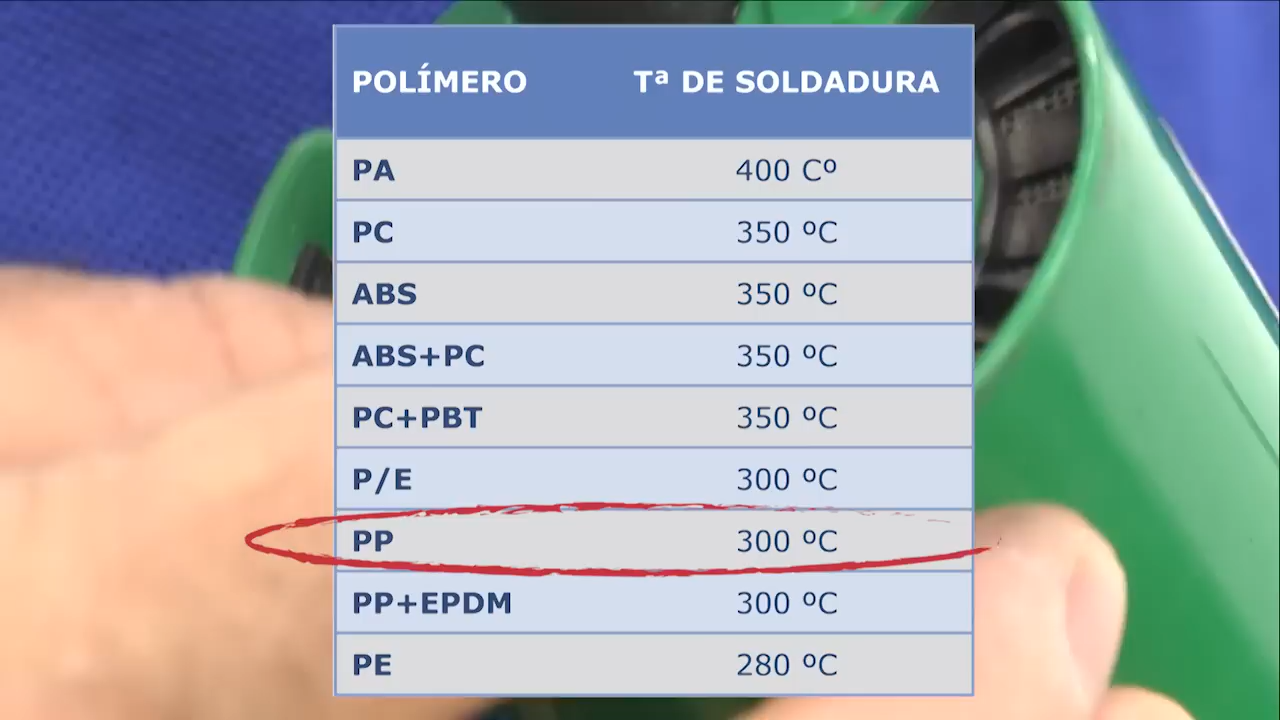 POLÍMERO Tª DE SOLDADURA
PA 400 Cº
PC 350 ºC
ABS 350 ºC
ABS+PC 350 ºC
PC+PBT 350 ºC
P/E 300 ºC
PP 300 ºC
PP+EPDM 300 ºC
PE 280 ºC